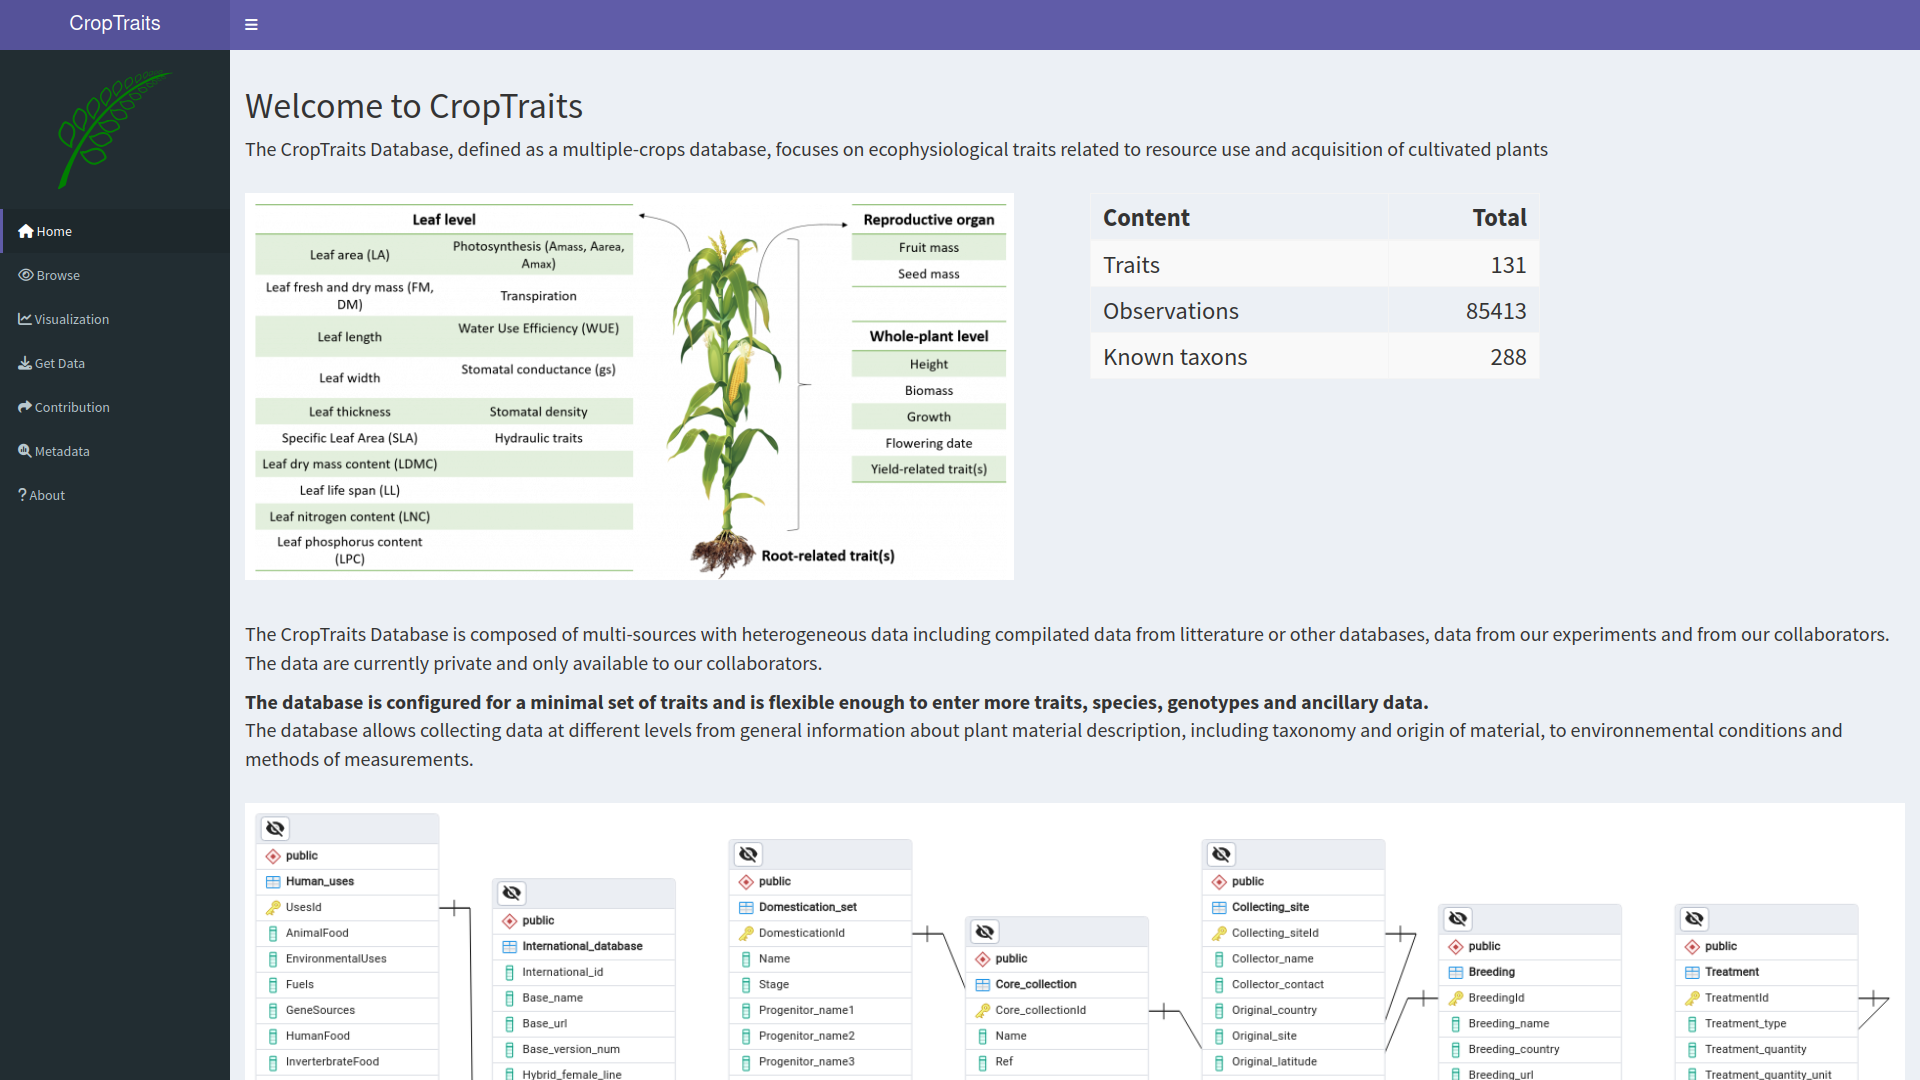 CropTraits
Home
Browse
Visualization
Get Data
Contribution
Metadata
About
Welcome to CropTraits
The CropTraits Database, defined as a multiple-crops database, focuses on ecophysiological traits related to resource use and acquisition of cultivated plants
Leaf level
Leaf area (LA)
Photosynthesis (Amass, Aarea,
Amax)
Leaf fresh and dry mass (FM,
DM)
Transpiration
Leaf length
Water Use Efficiency (WUE)
Leaf width
Stomatal conductance (gs)
Leaf thickness
Stomatal density
Specific Leaf Area (SLA)
Hydraulic traits
Leaf dry mass content (LDMC)
Leaf life span (LL)
Leaf nitrogen content (LNC)
Leaf phosphorus content
(LPC)
Reproductive organ
Fruit mass
Seed mass
Whole-plant level
Height
Biomass
Growth
Flowering date
Yield-related trait(s)
Root-related trait(s)
Content Total
Traits 131
Observations 85413
Known taxons 288
The CropTraits Database is composed of multi-sources with heterogeneous data including compilated data from litterature or other databases, data from our experiments and from our collaborators.
The data are currently private and only available to our collaborators.
The database is configured for a minimal set of traits and is flexible enough to enter more traits, species, genotypes and ancillary data.
The database allows collecting data at different levels from general information about plant material description, including taxonomy and origin of material, to environnemental conditions and
methods of measurements.
public
Human_uses
UsesId
AnimalFood
EnvironmentalUses
Fuels
GeneSources
HumanFood
InverterbrateFood
public
International_database
International_id
Base_name
Base_url
Base_version_num
Hybrid_female_line
public
Domestication_set
DomesticationId
Name
Stage
Progenitor_name1
Progenitor_name2
Progenitor_name3
public
Core_collection
Core_collectionId
Name
Ref
public
Collecting_site
Collecting_siteId
Collector_name
Collector_contact
Original_country
Original_site
Original_latitude
public
Breeding
BreedingId
Breeding_name
Breeding_country
Breeding_url
public
Treatment
TreatmentId
Treatment_type
Treatment_quantity
Treatment_quantity_unit